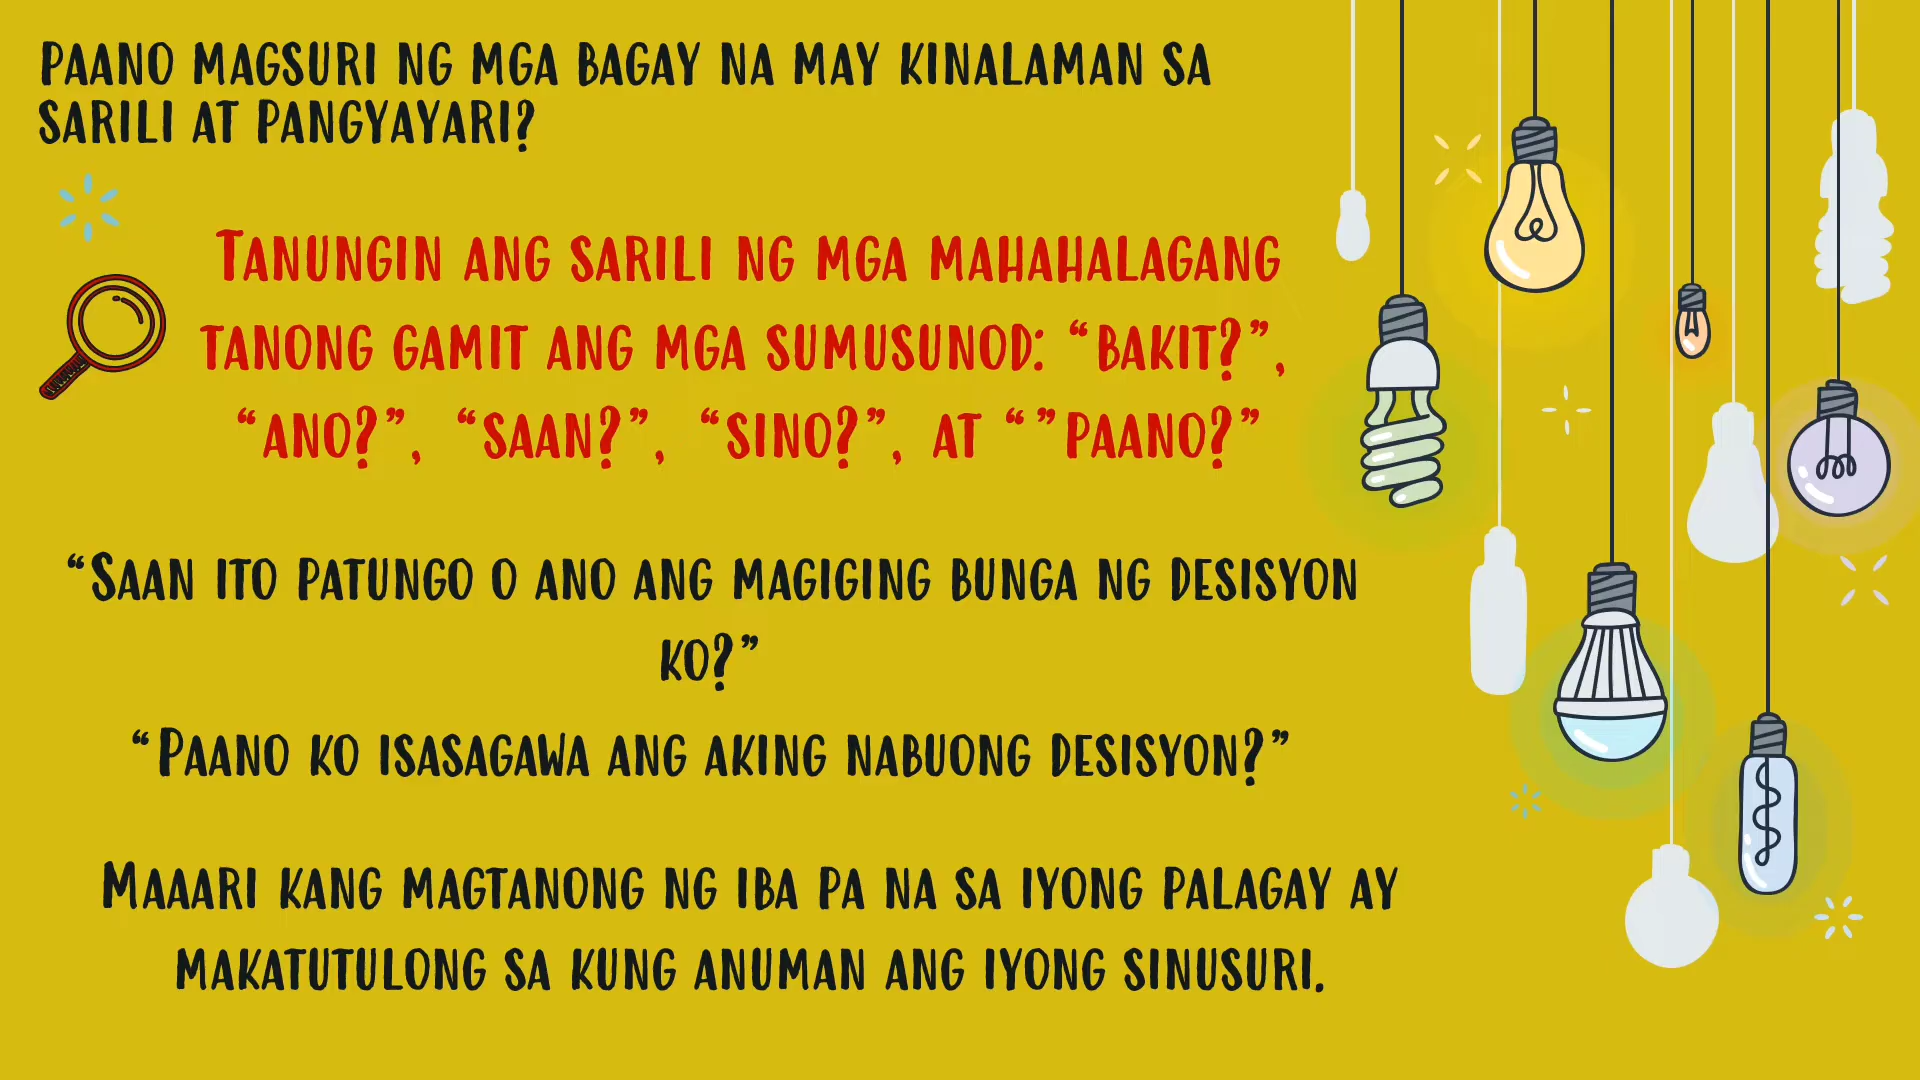 PAANO MAGSURI NG MGA BAGAY NA MAY KINALAMAN SA
SARILI AT PANGYAYARI?
TANUNGIN ANG SARILI NG MGA MAHAHALAGANG
TANONG GAMIT ANG MGA SUMUSUNOD: “BAKIT?”,
“ANO?”, “SAAN?”, “SINO?”, AT “”PAANO?”
“SAAN ITO PATUNGO O ANO ANG MAGIGING BUNGA NG DESISYON
KO?”
“PAANO KO ISASAGAWA ANG AKING NABUONG DESISYON?”
MAAARI KANG MAGTANONG NG IBA PA NA SA IYONG PALAGAY AY
MAKATUTULONG SA KUNG ANUMAN ANG IYONG SINUSURI.